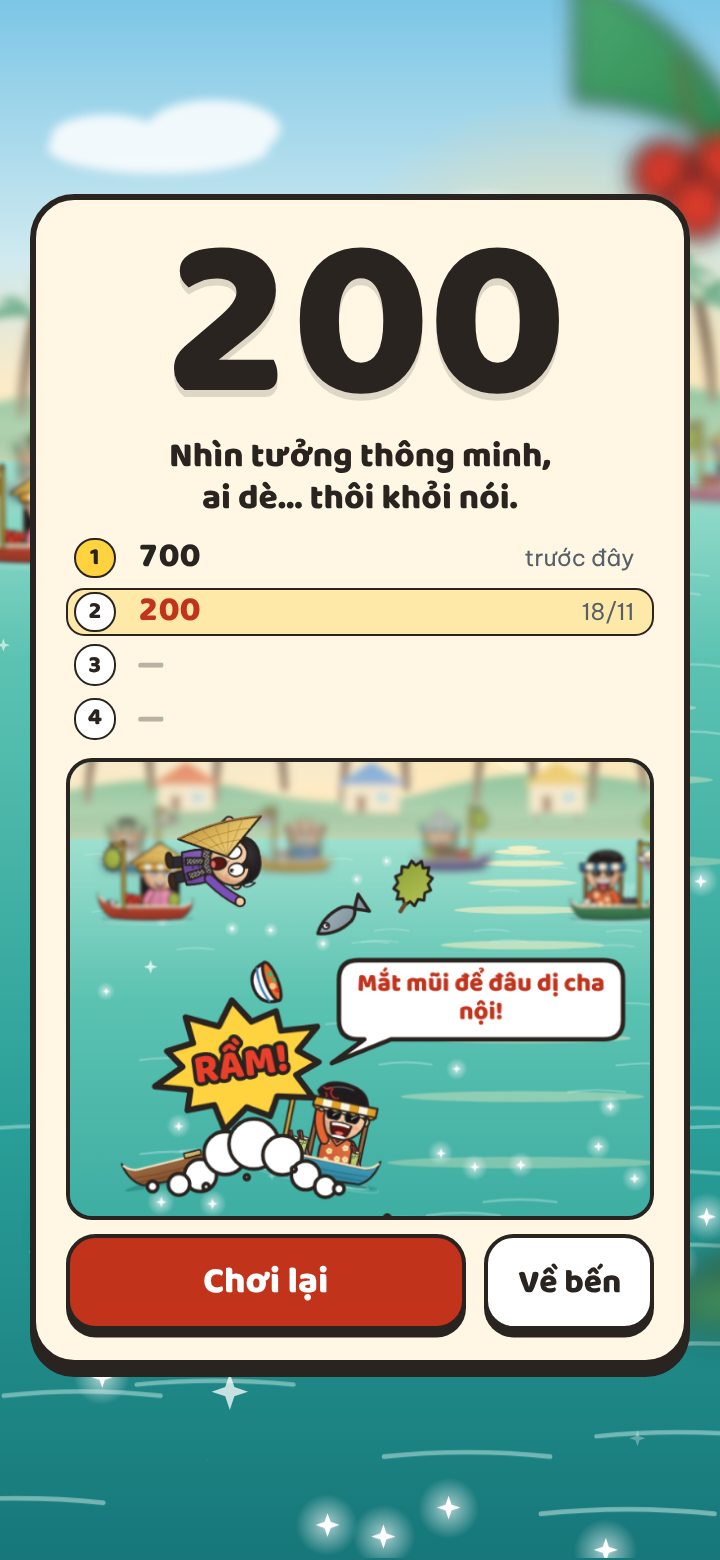 200
Nhìn tưởng thông minh,
ai dè... thôi khỏi nói.
1 700 trước đây
2 200 18/11
3 —
4 —
Mắt mũi để đâu dị cha
nội!
RẦM!
Chơi lại
Về bến